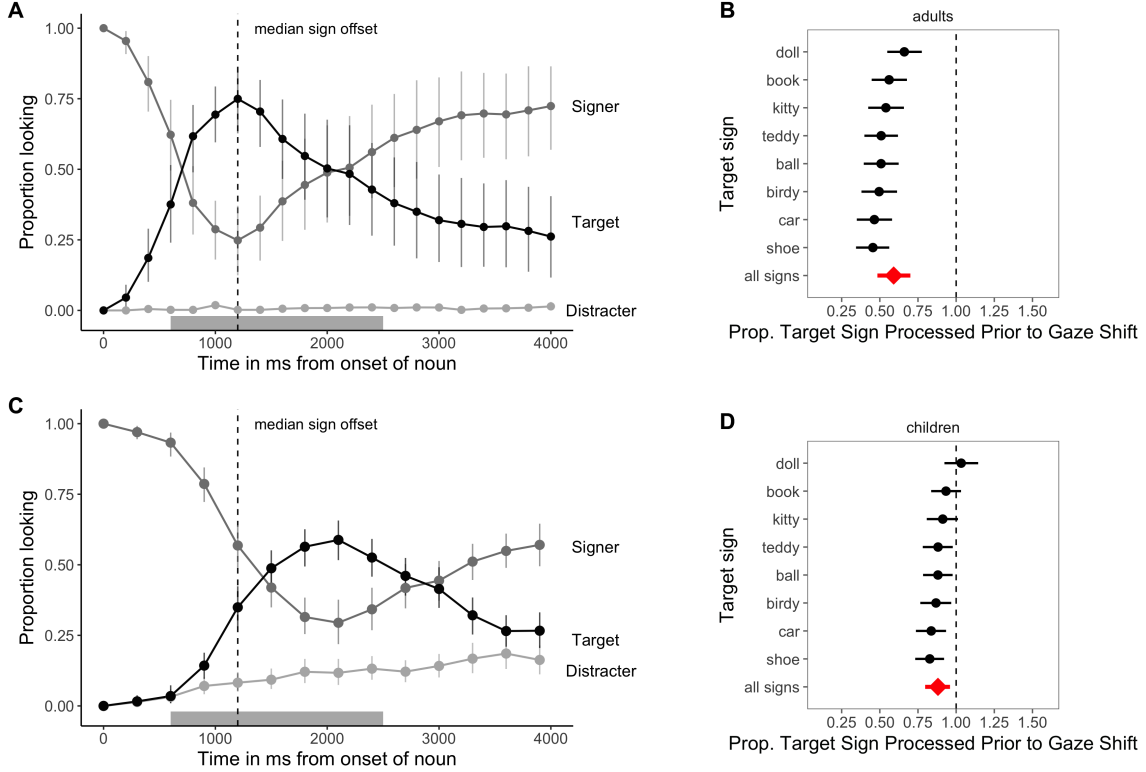 A
median sign offset
1.00
0.75
0.50
0.25
0.00
Proportion looking
Signer
Target
Distracter
0
1000
2000
3000
4000
Time in ms from onset of noun
B
adults
doll
book
kitty
teddy
ball
birdy
car
shoe
all signs
Target sign
0.25
0.50
0.75
1.00
1.50
Prop. Target Sign Processed Prior to Gaze Shift
C
median sign offset
1.00
0.75
0.50
0.25
0.00
Proportion looking
Signer
Target
Distracter
0
1000
2000
3000
4000
Time in ms from onset of noun
D
children
doll
book
kitty
teddy
ball
birdy
car
shoe
all signs
Target sign
0.25
0.50
0.75
1.00
1.50
Prop. Target Sign Processed Prior to Gaze Shift